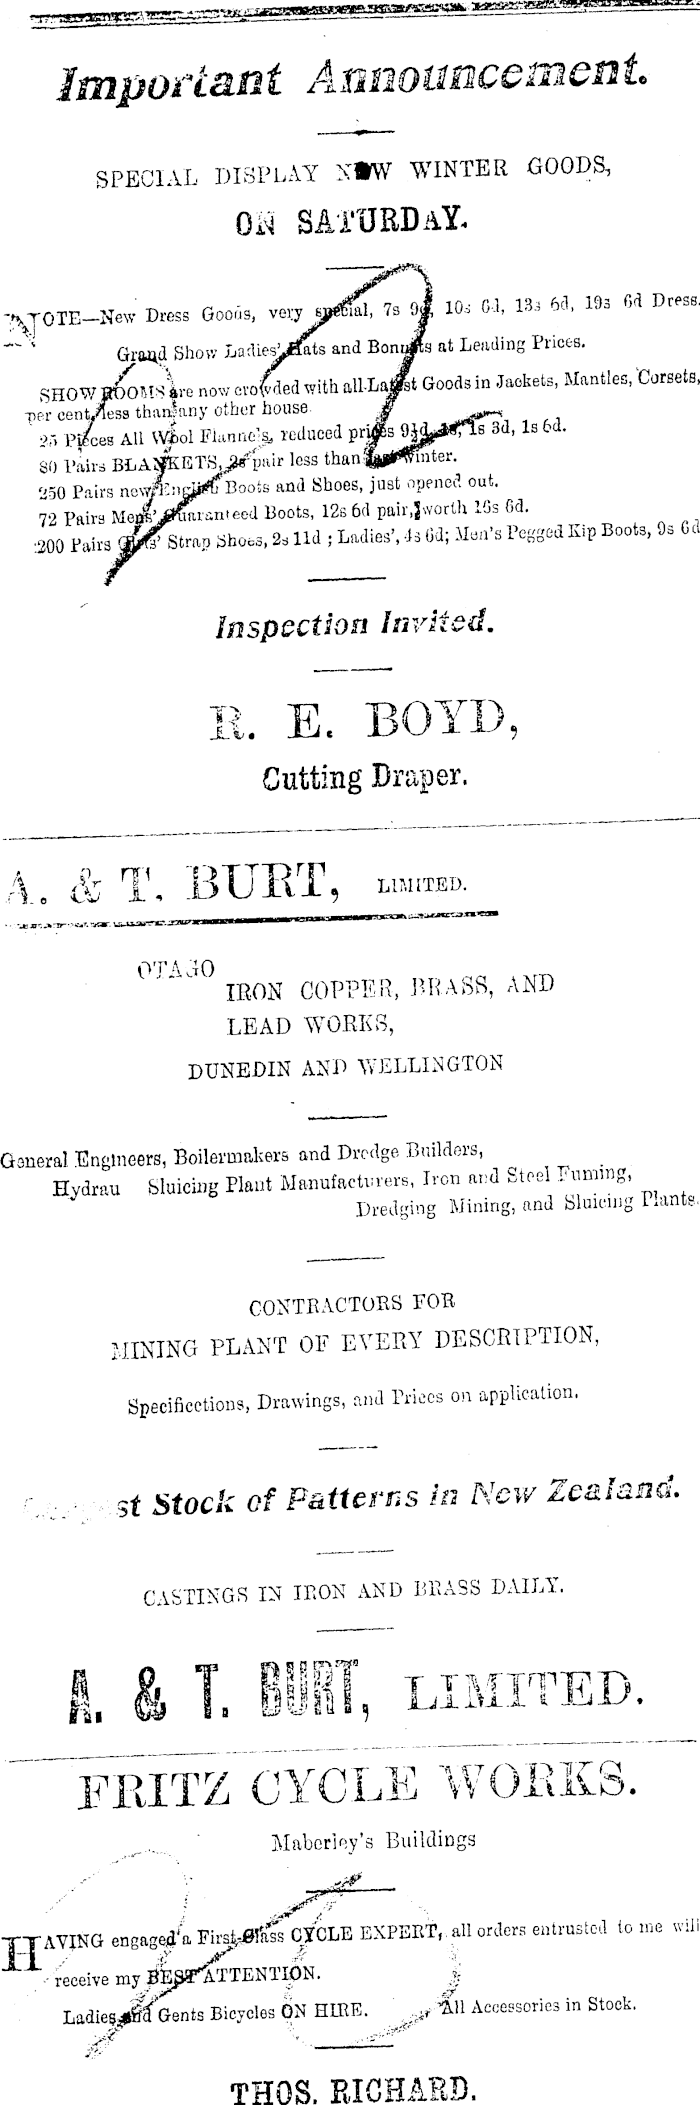 Important Announcement.
SPECIAL DISPLAY NEW WINTER GOODS,
ON SATURDAY.
NOTE—New Dress Goods, very special, 7s 9d, 10s 6d, 13s 6d, 19s 6d Dress.
Grand Show Ladies' Hats and Bonnets at Leading Prices.
SHOW ROOMS are now crowded with all Latest Goods in Jackets, Mantles, Corsets,
per cent, less than any other house
25 Pieces All Wool Flannels, reduced prices 9½d, 1s, 1s 3d, 1s 6d.
80 Pairs BLANKETS, 2s pair less than last winter.
250 Pairs new English Boots and Shoes, just opened out.
72 Pairs Mens' Guaranteed Boots, 12s 6d pair, worth 16s 6d.
200 Pairs Girls' Strap Shoes, 2s 11d ; Ladies', 4s 6d; Men's Pegged Kip Boots, 9s 6d
Inspection Invited.
R. E. BOYD,
Cutting Draper.
A. & T. BURT, LIMITED.
OTAGO
IRON COPPER, BRASS, AND
LEAD WORKS,
DUNEDIN AND WELLINGTON
General Engineers, Boilermakers and Dredge Builders,
Hydrau Sluicing Plant Manufacturers, Iron and Steel Fuming,
Dredging Mining, and Sluicing Plants.
CONTRACTORS FOR
MINING PLANT OF EVERY DESCRIPTION,
Specificctions, Drawings, and Prices on application.
Largest Stock of Patterns in New Zealand.
CASTINGS IN IRON AND BRASS DAILY.
A. & T. BURT, LIMITED.
FRITZ CYCLE WORKS.
Maberley's Buildings
HAVING engaged a First-Glass CYCLE EXPERT, all orders entrusted to me will
receive my BEST ATTENTION.
Ladies and Gents Bicycles ON HIRE. All Accessories in Stock.
THOS. RICHARD.